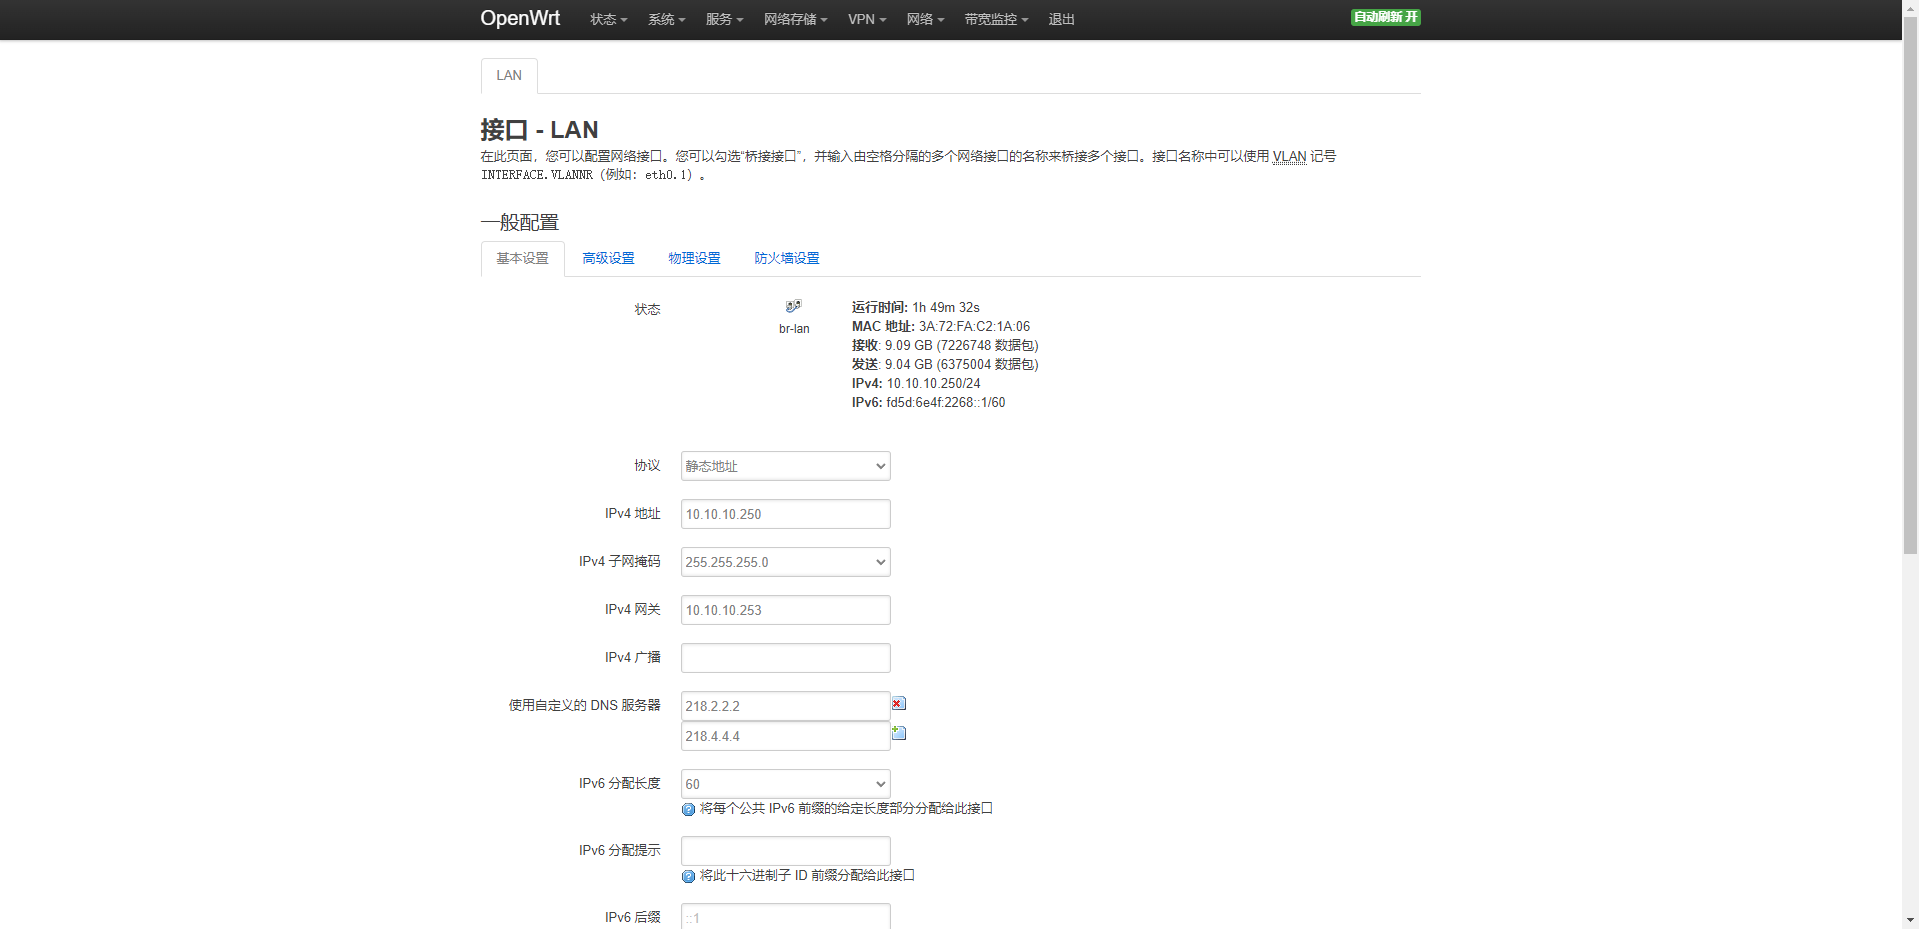 OpenWrt 状态 系统 服务 网络存储 VPN 网络 带宽监控 退出 自动刷新 开
LAN
接口 - LAN
在此页面，您可以配置网络接口。您可以勾选“桥接接口”，并输入由空格分隔的多个网络接口的名称来桥接多个接口。接口名称中可以使用 VLAN 记号
INTERFACE.VLANNR（例如：eth0.1）。
一般配置
基本设置 高级设置 物理设置 防火墙设置
状态
br-lan
运行时间: 1h 49m 32s
MAC 地址: 3A:72:FA:C2:1A:06
接收: 9.09 GB (7226748 数据包)
发送: 9.04 GB (6375004 数据包)
IPv4: 10.10.10.250/24
IPv6: fd5d:6e4f:2268::1/60
协议 静态地址
IPv4 地址 10.10.10.250
IPv4 子网掩码 255.255.255.0
IPv4 网关 10.10.10.253
IPv4 广播
使用自定义的 DNS 服务器 218.2.2.2
218.4.4.4
IPv6 分配长度 60
将每个公共 IPv6 前缀的给定长度部分分配给此接口
IPv6 分配提示
将此十六进制子 ID 前缀分配给此接口
IPv6 后缀 ::1